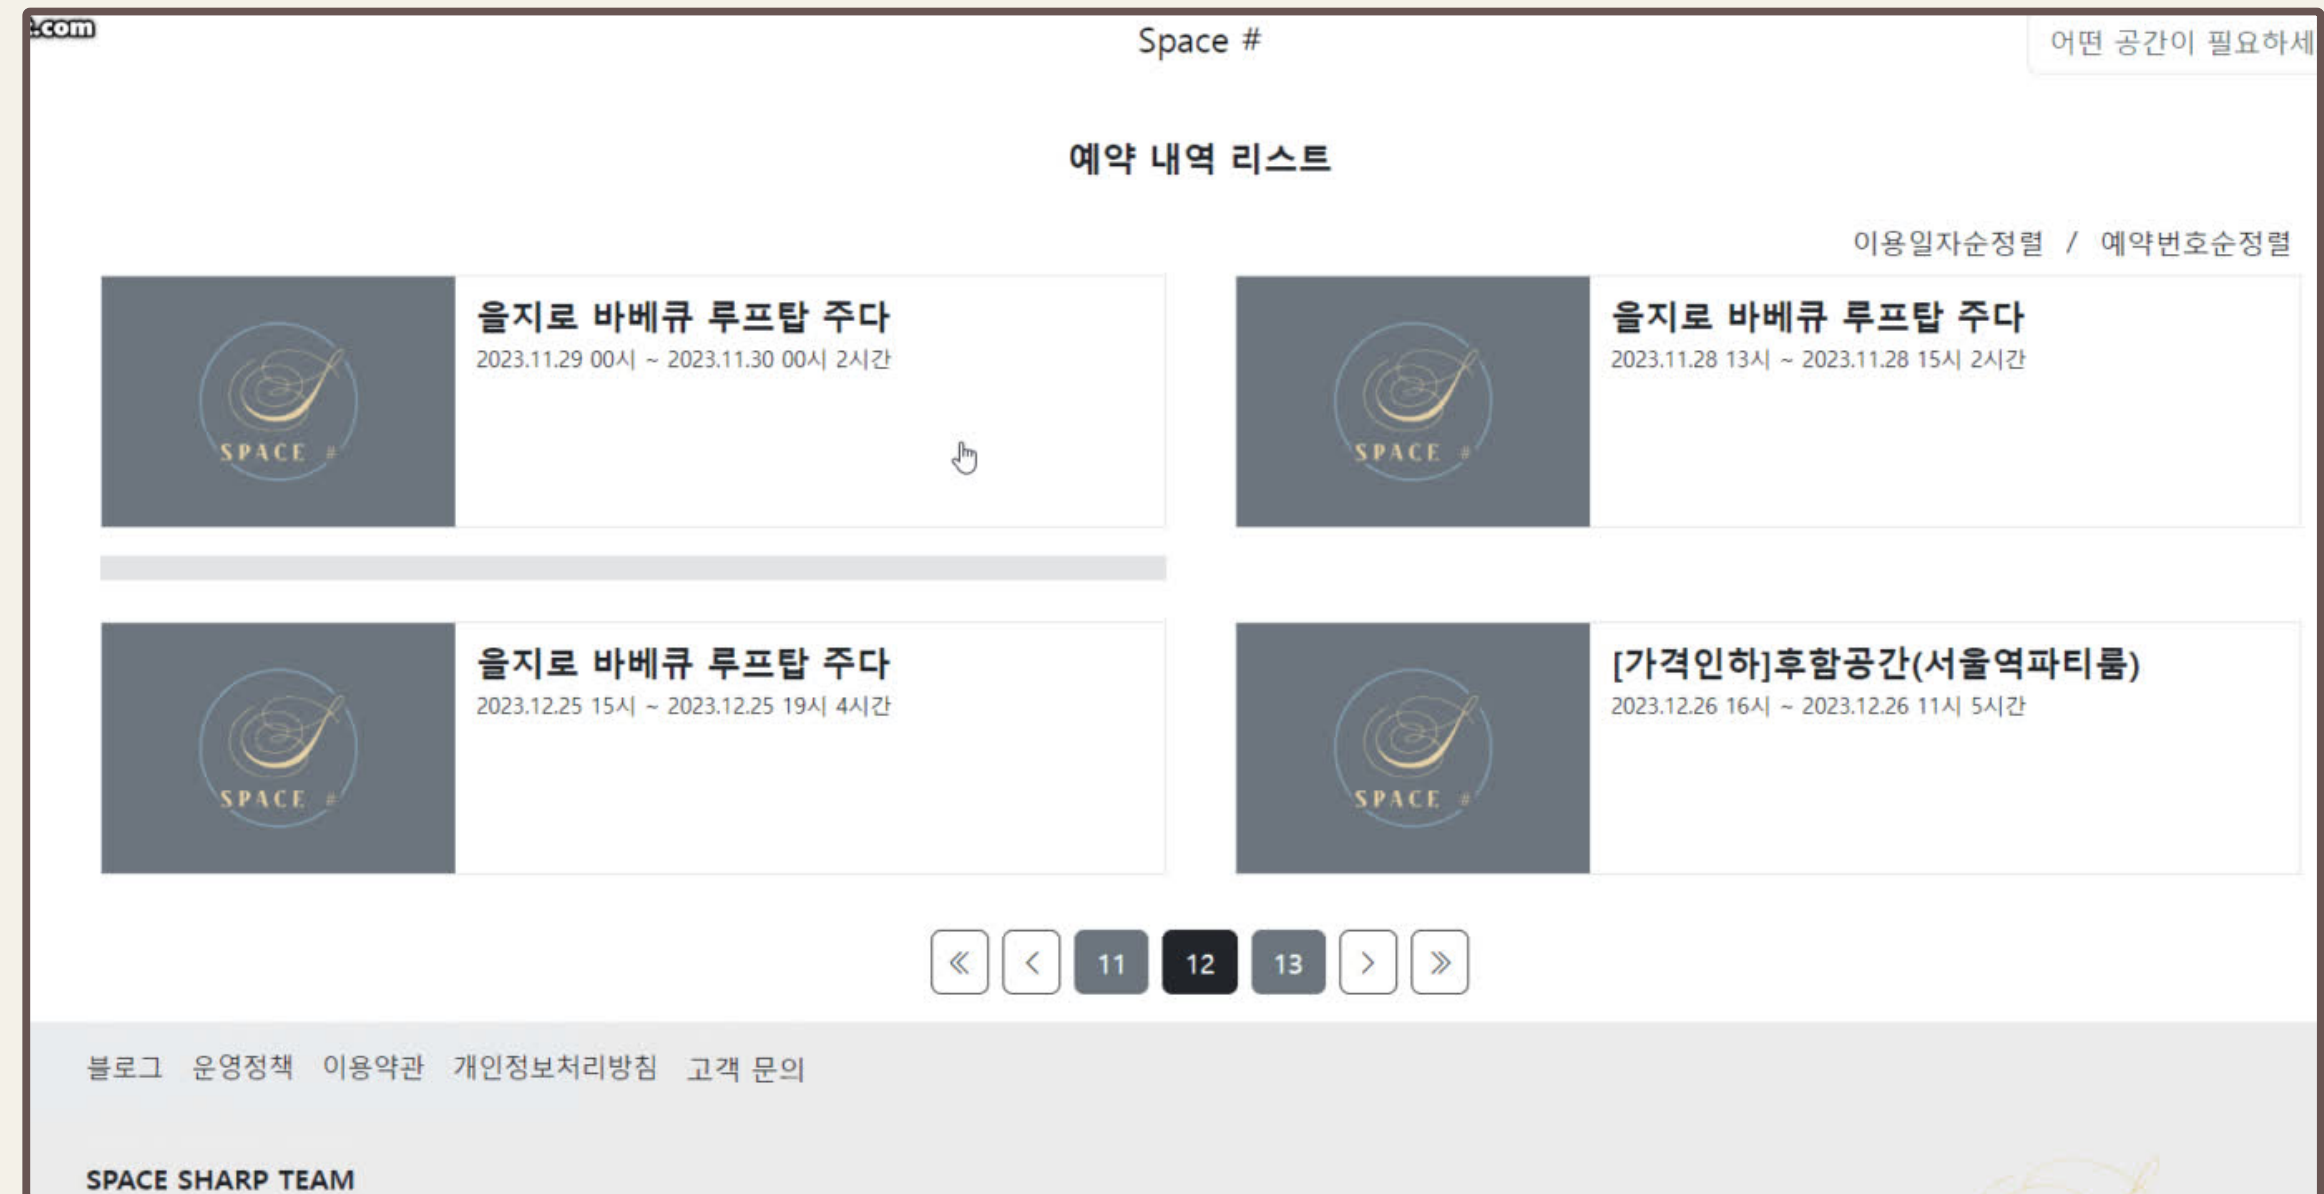 .com
Space #
어떤 공간이 필요하세
예약 내역 리스트
이용일자순정렬 / 예약번호순정렬
을지로 바베큐 루프탑 주다
2023.11.29 00시 ~ 2023.11.30 00시 2시간
SPACE #
을지로 바베큐 루프탑 주다
2023.11.28 13시 ~ 2023.11.28 15시 2시간
SPACE #
을지로 바베큐 루프탑 주다
2023.12.25 15시 ~ 2023.12.25 19시 4시간
SPACE #
[가격인하]후함공간(서울역파티룸)
2023.12.26 16시 ~ 2023.12.26 11시 5시간
SPACE #
« < 11 12 13 > »
블로그 운영정책 이용약관 개인정보처리방침 고객 문의
SPACE SHARP TEAM